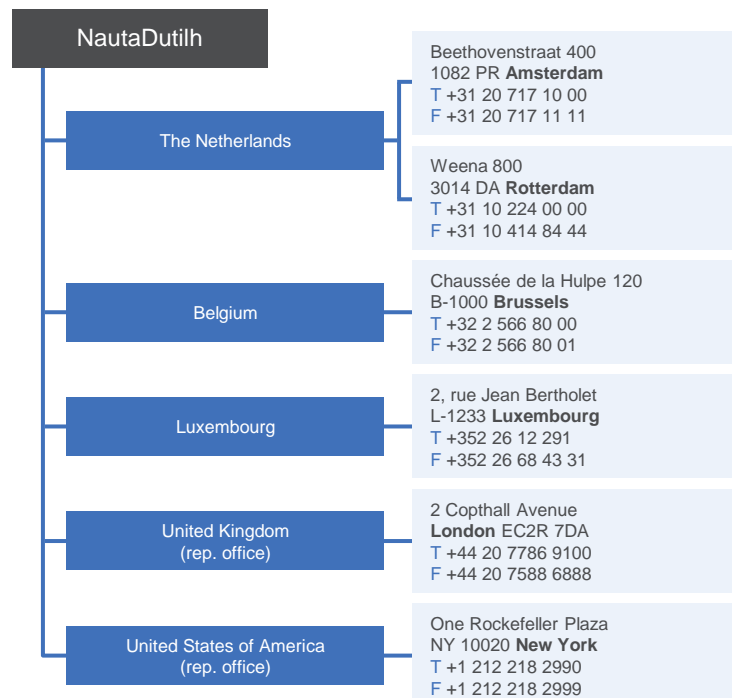 NautaDutilh
The Netherlands
Beethovenstraat 400
1082 PR Amsterdam
T +31 20 717 10 00
F +31 20 717 11 11
Weena 800
3014 DA Rotterdam
T +31 10 224 00 00
F +31 10 414 84 44
Belgium
Chaussée de la Hulpe 120
B-1000 Brussels
T +32 2 566 80 00
F +32 2 566 80 01
Luxembourg
2, rue Jean Bertholet
L-1233 Luxembourg
T +352 26 12 291
F +352 26 68 43 31
United Kingdom
(rep. office)
2 Copthall Avenue
London EC2R 7DA
T +44 20 7786 9100
F +44 20 7588 6888
United States of America
(rep. office)
One Rockefeller Plaza
NY 10020 New York
T +1 212 218 2990
F +1 212 218 2999